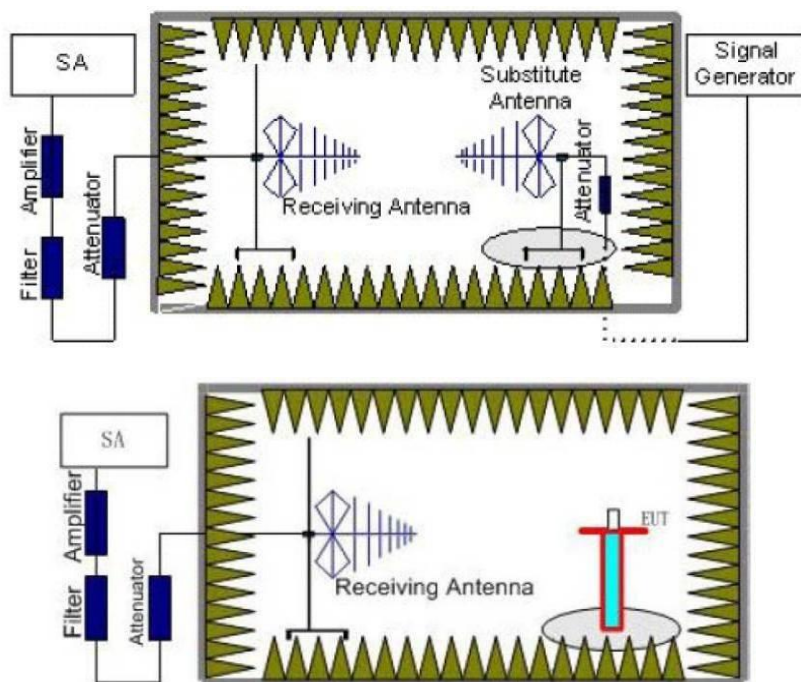 SA
Signal
Generator
Substitute
Antenna
Amplifier
Attenuator
Attenuator
Receiving Antenna
Filter
SA
EUT
Amplifier
Attenuator
Receiving Antenna
Filter